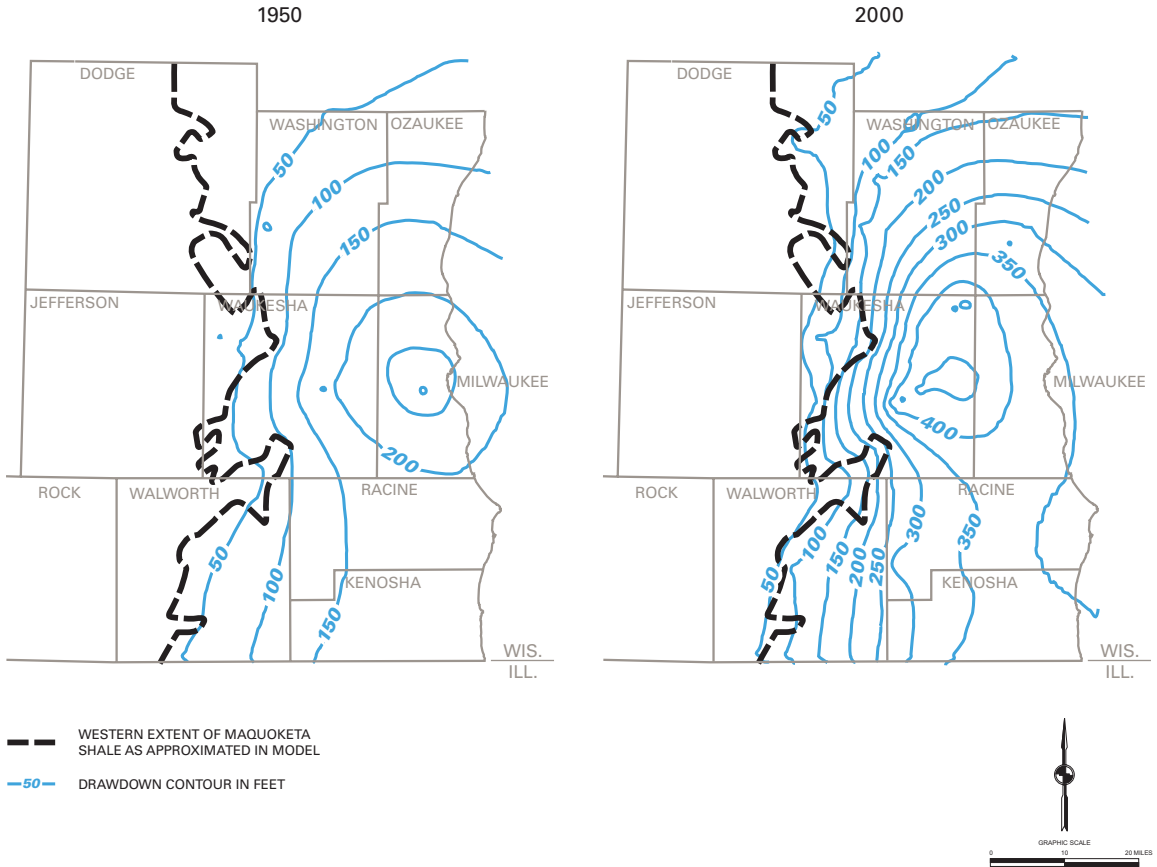 1950
DODGE
WASHINGTON
OZAUKEE
50
100
150
JEFFERSON
WAUKESHA
MILWAUKEE
200
ROCK
WALWORTH
RACINE
50
100
KENOSHA
150
WIS.
ILL.
2000
DODGE
50
WASHINGTON
OZAUKEE
100
150
200
250
300
350
JEFFERSON
WAUKESHA
MILWAUKEE
400
ROCK
WALWORTH
RACINE
300
350
50
100
150
200
250
KENOSHA
WIS.
ILL.
WESTERN EXTENT OF MAQUOKETA
SHALE AS APPROXIMATED IN MODEL
50
DRAWDOWN CONTOUR IN FEET
GRAPHIC SCALE
0 10 20 MILES